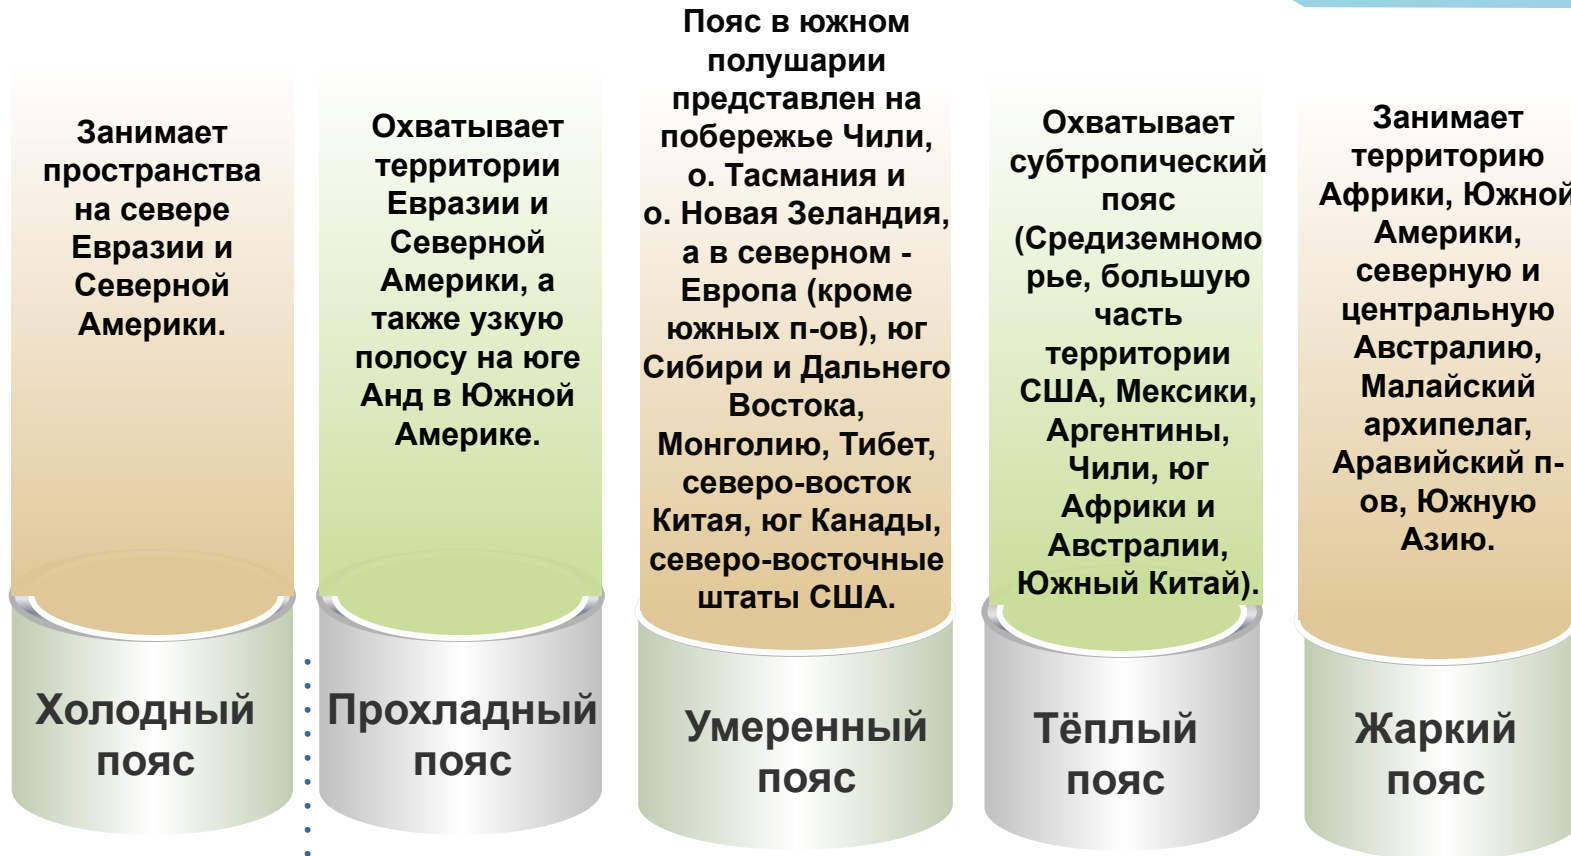 Занимает
пространства
на севере
Евразии и
Северной
Америки.
Холодный
пояс
Охватывает
территории
Евразии и
Северной
Америки, а
также узкую
полосу на юге
Анд в Южной
Америке.
Прохладный
пояс
Пояс в южном
полушарии
представлен на
побережье Чили,
о. Тасмания и
о. Новая Зеландия,
а в северном -
Европа (кроме
южных п-ов), юг
Сибири и Дальнего
Востока,
Монголию, Тибет,
северо-восток
Китая, юг Канады,
северо-восточные
штаты США.
Умеренный
пояс
Охватывает
субтропический
пояс
(Средиземномо
рье, большую
часть
территории
США, Мексики,
Аргентины,
Чили, юг
Африки и
Австралии,
Южный Китай).
Тёплый
пояс
Занимает
территорию
Африки, Южной
Америки,
северную и
центральную
Австралию,
Малайский
архипелаг,
Аравийский п-
ов, Южную
Азию.
Жаркий
пояс